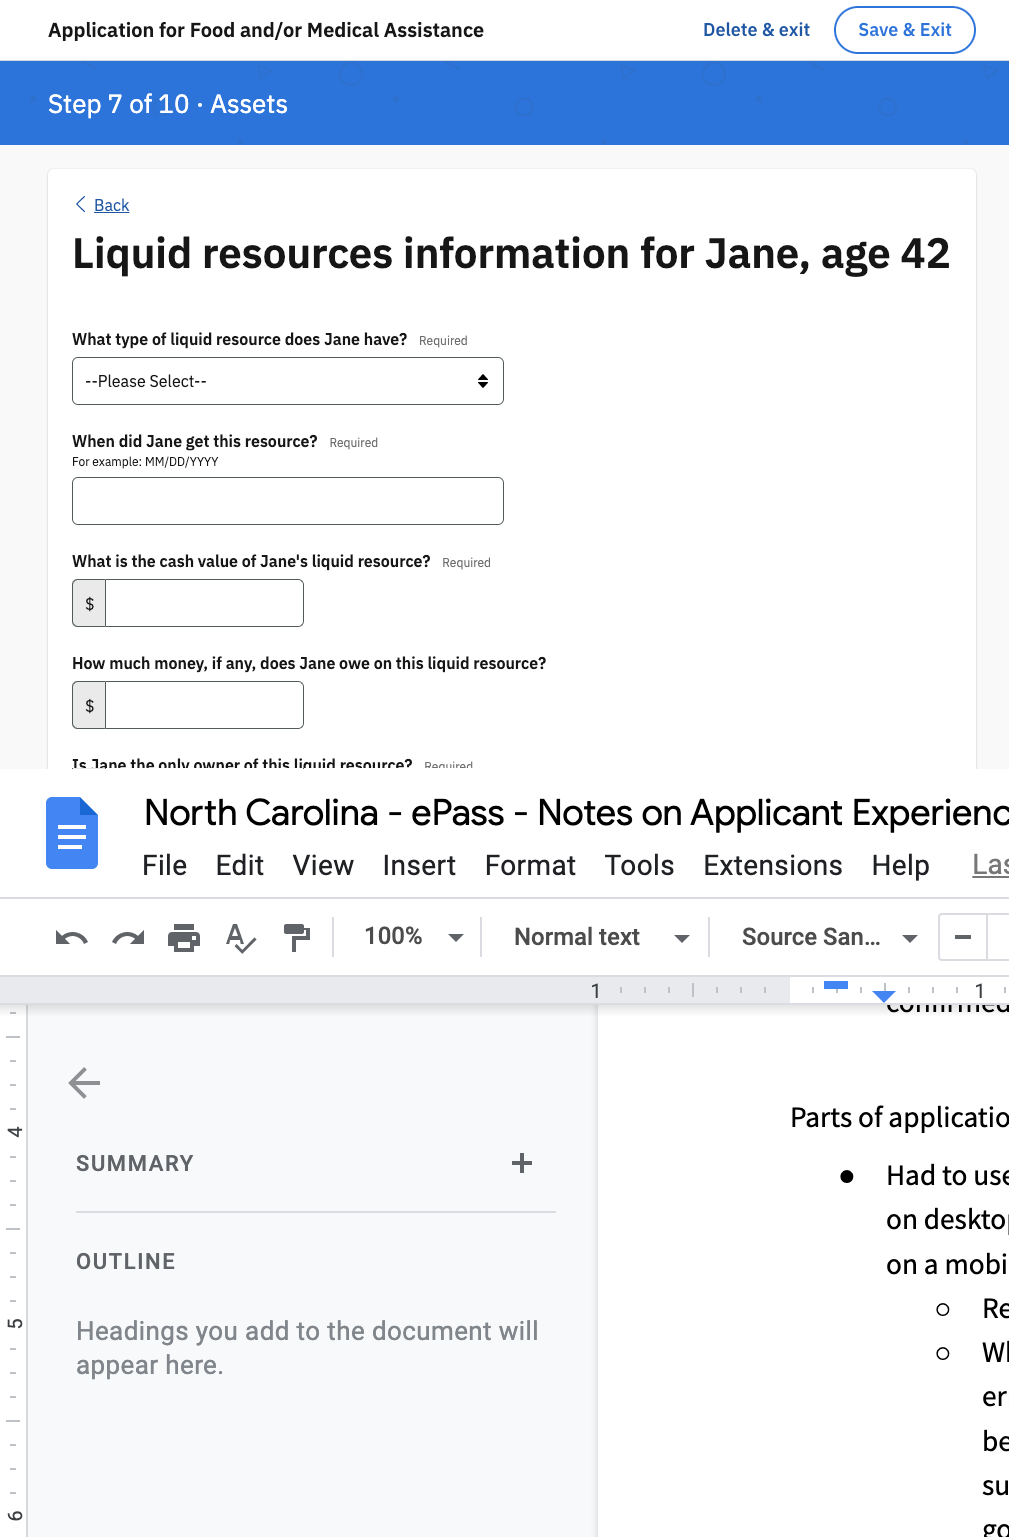 Application for Food and/or Medical Assistance Delete & exit Save & Exit
Step 7 of 10 · Assets
Back
Liquid resources information for Jane, age 42
What type of liquid resource does Jane have? Required
--Please Select--
When did Jane get this resource? Required
For example: MM/DD/YYYY
What is the cash value of Jane's liquid resource? Required
$
How much money, if any, does Jane owe on this liquid resource?
$
Is Jane the only owner of this liquid resource? Required
North Carolina - ePass - Notes on Applicant Experienc
File Edit View Insert Format Tools Extensions Help Las
100% Normal text Source San...
1 1
confirmed
Parts of applicatio
4
SUMMARY
Had to use
on desktop
OUTLINE
on a mobi
Re
5
Headings you add to the document will
appear here.
Wh
er
be
su
6
go